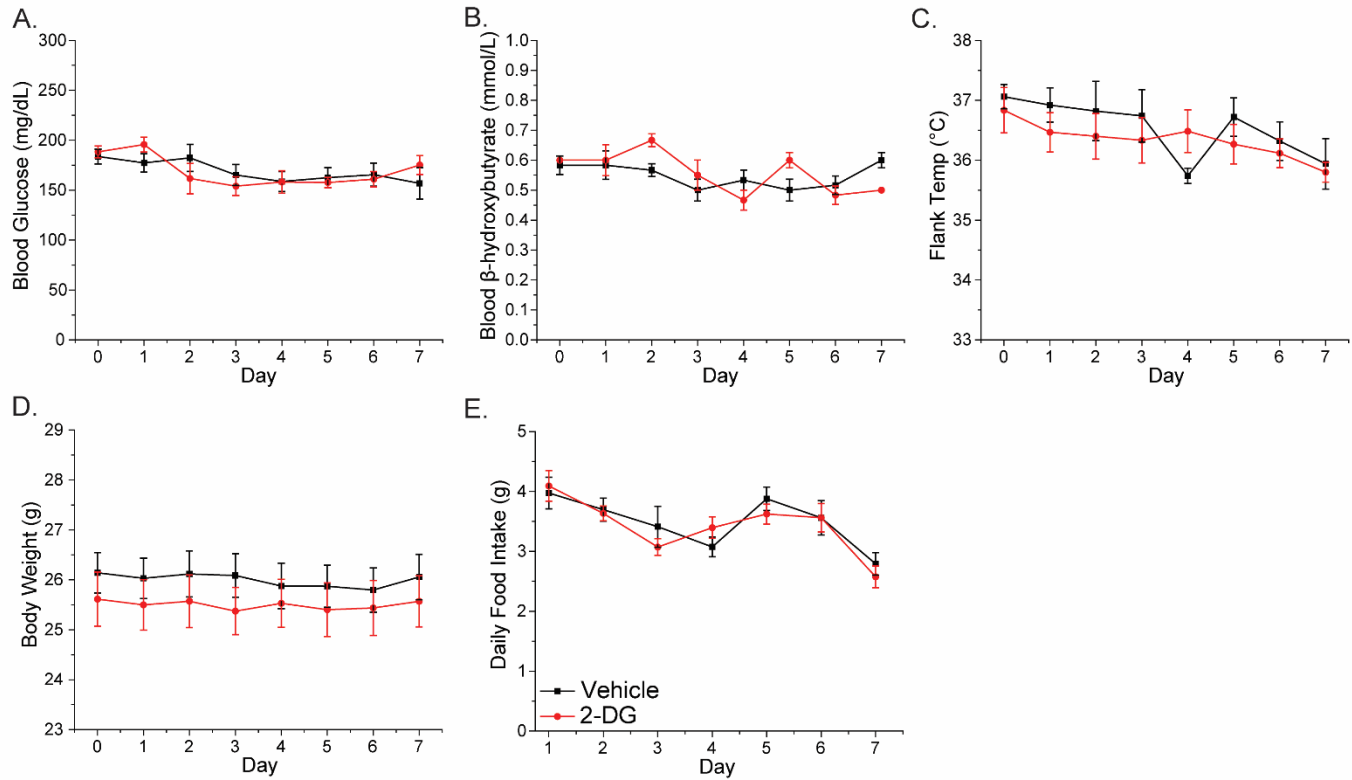 A.
300
250
200
150
100
50
0
Blood Glucose (mg/dL)
0 1 2 3 4 5 6 7
Day
B.
1.0
0.9
0.8
0.7
0.6
0.5
0.4
0.3
0.2
0.1
0.0
Blood β-hydroxybutyrate (mmol/L)
0 1 2 3 4 5 6 7
Day
C.
38
37
36
35
34
33
Flank Temp (°C)
0 1 2 3 4 5 6 7
Day
D.
29
28
27
26
25
24
23
Body Weight (g)
0 1 2 3 4 5 6 7
Day
E.
5
4
3
2
1
0
Daily Food Intake (g)
Vehicle
2-DG
1 2 3 4 5 6 7
Day